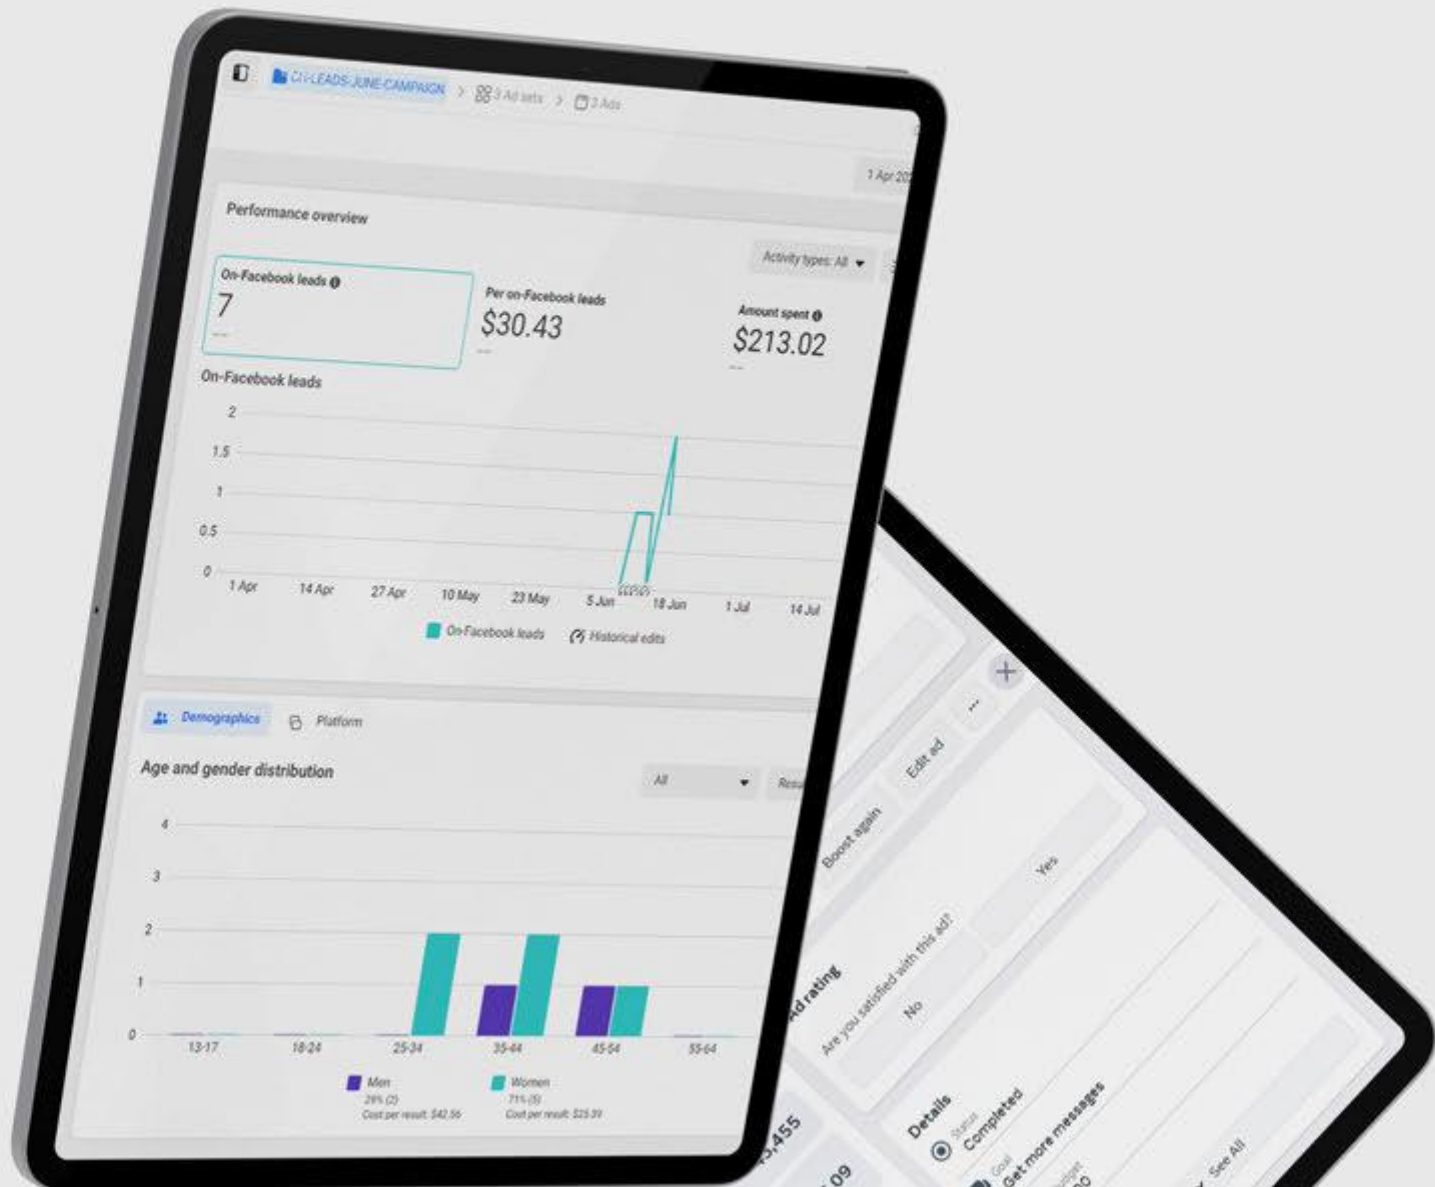 CH-LEADS-JUNE-CAMPAIGN > 3 Ad sets > 3 Ads
1 Apr 202
Performance overview
Activity types: All
On-Facebook leads
7
--
Per on-Facebook leads
$30.43
--
Amount spent
$213.02
--
On-Facebook leads
2
1.5
1
0.5
0
1 Apr 14 Apr 27 Apr 10 May 23 May 5 Jun 18 Jun 1 Jul 14 Jul
On-Facebook leads Historical edits
Demographics Platform
Age and gender distribution
All Resu
4
3
2
1
0
13-17 18-24 25-34 35-44 45-54 55-64
Men
29% (2)
Cost per result: $42.56
Women
71% (5)
Cost per result: $25.39
Boost again Edit ad ...
Ad rating
Are you satisfied with this ad?
Yes
No
Details
Status
Completed
Goal
Get more messages
See All
,455
.09